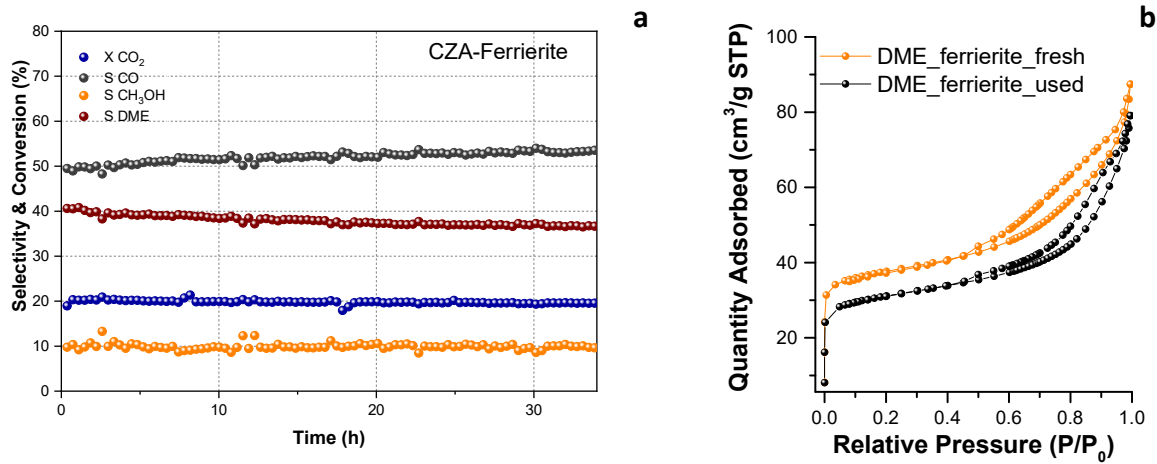 a
CZA-Ferrierite
X CO₂
S CO
S CH₃OH
S DME
Selectivity & Conversion (%)
80
70
60
50
40
30
20
10
0
0
10
20
30
Time (h)
b
DME_ferrierite_fresh
DME_ferrierite_used
Quantity Adsorbed (cm³/g STP)
100
80
60
40
20
0.0
0.2
0.4
0.6
0.8
1.0
Relative Pressure (P/P₀)